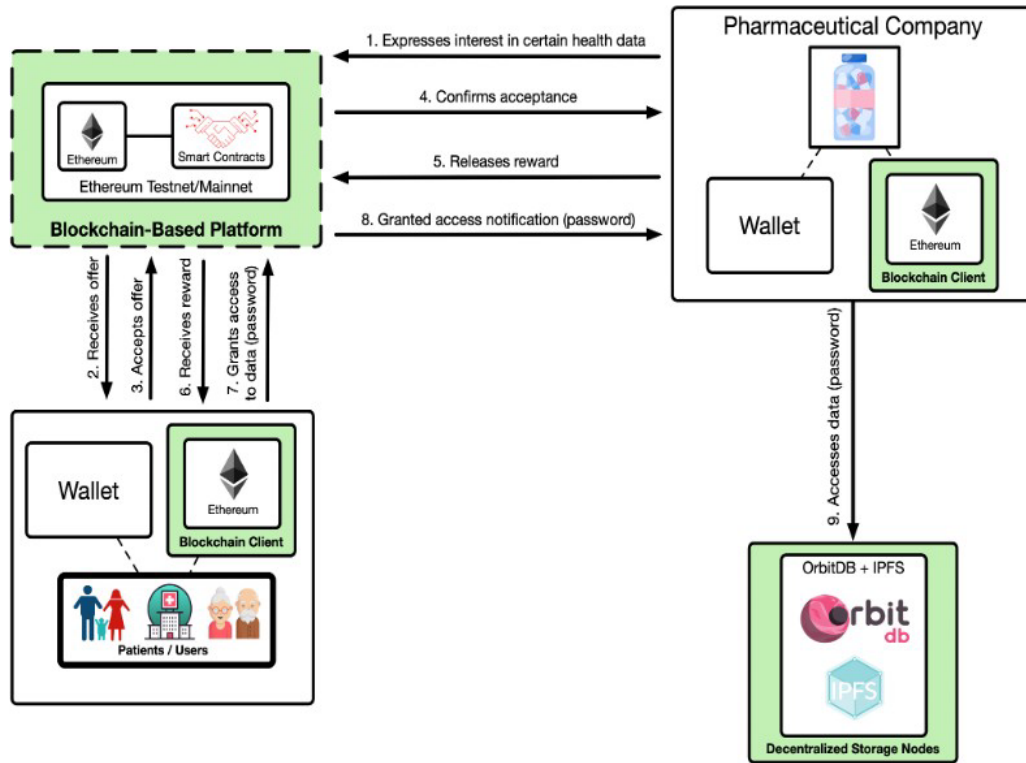 Pharmaceutical Company
1. Expresses interest in certain health data
4. Confirms acceptance
5. Releases reward
8. Granted access notification (password)
Ethereum
Smart Contracts
Ethereum Testnet/Mainnet
Blockchain-Based Platform
Wallet
Ethereum
Blockchain Client
2. Receives offer
3. Accepts offer
6. Receives reward
7. Grants access
to data (password)
Wallet
Ethereum
Blockchain Client
Patients / Users
9. Accesses data (password)
OrbitDB + IPFS
Orbit
db
IPFS
Decentralized Storage Nodes